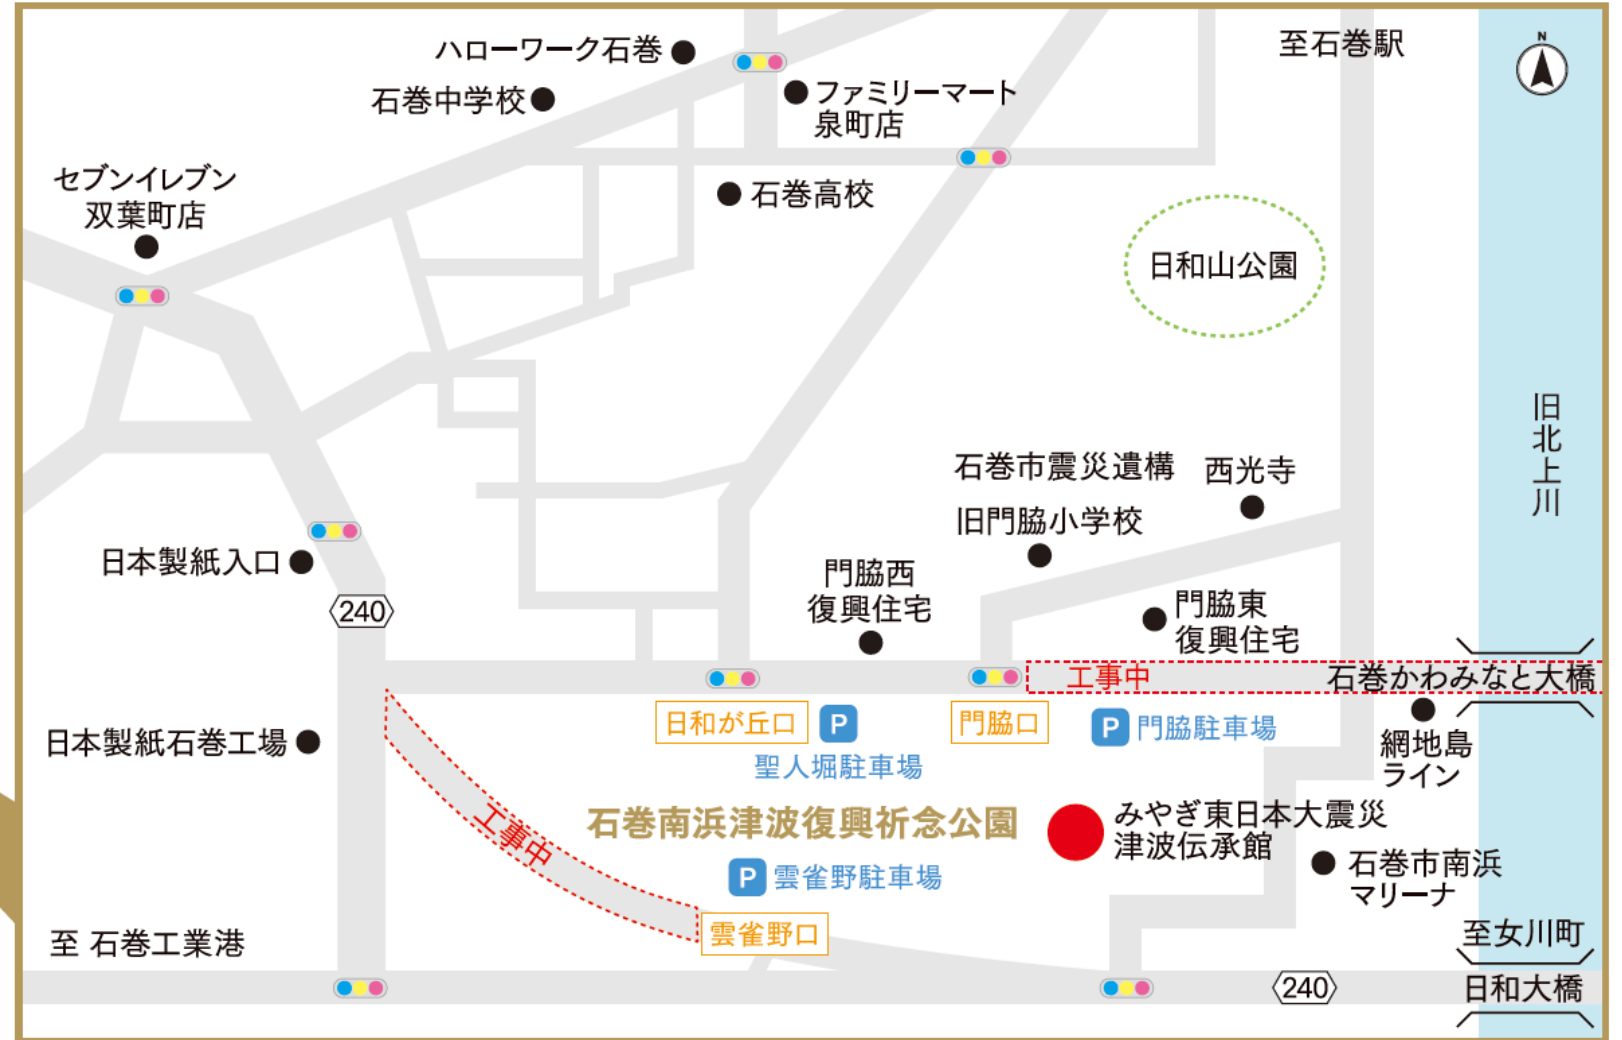 ハローワーク石巻
至石巻駅
N
石巻中学校
ファミリーマート
泉町店
セブンイレブン
双葉町店
石巻高校
日和山公園
旧北上川
石巻市震災遺構
旧門脇小学校
西光寺
日本製紙入口
240
門脇西
復興住宅
門脇東
復興住宅
工事中
石巻かわみなと大橋
日和が丘口
P
聖人堀駐車場
門脇口
P 門脇駐車場
網地島
ライン
日本製紙石巻工場
工事中
石巻南浜津波復興祈念公園
みやぎ東日本大震災
津波伝承館
P 雲雀野駐車場
石巻市南浜
マリーナ
雲雀野口
至 石巻工業港
至女川町
240
日和大橋